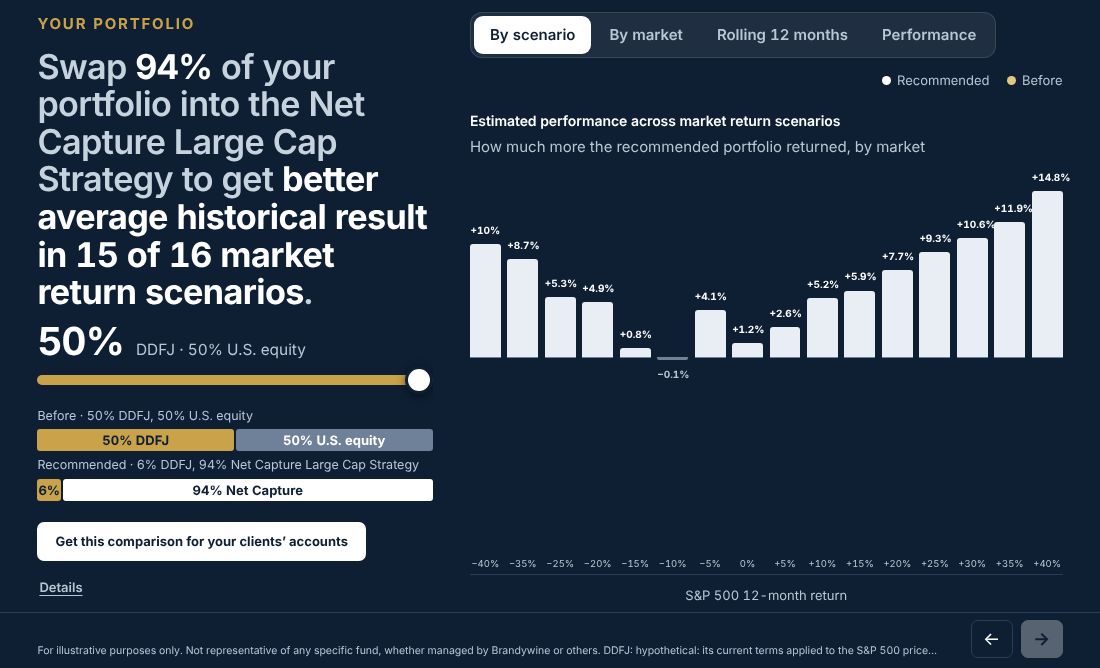 YOUR PORTFOLIO
Swap 94% of your
portfolio into the Net
Capture Large Cap
Strategy to get better
average historical result
in 15 of 16 market
return scenarios.
50% DDFJ · 50% U.S. equity
Before · 50% DDFJ, 50% U.S. equity
50% DDFJ 50% U.S. equity
Recommended · 6% DDFJ, 94% Net Capture Large Cap Strategy
6% 94% Net Capture
Get this comparison for your clients’ accounts
Details
By scenario By market Rolling 12 months Performance
Recommended Before
Estimated performance across market return scenarios
How much more the recommended portfolio returned, by market
+10% +8.7% +5.3% +4.9% +0.8% −0.1% +4.1% +1.2% +2.6% +5.2% +5.9% +7.7% +9.3% +10.6% +11.9% +14.8%
−40% −35% −25% −20% −15% −10% −5% 0% +5% +10% +15% +20% +25% +30% +35% +40%
S&P 500 12-month return
For illustrative purposes only. Not representative of any specific fund, whether managed by Brandywine or others. DDFJ: hypothetical: its current terms applied to the S&P 500 price...